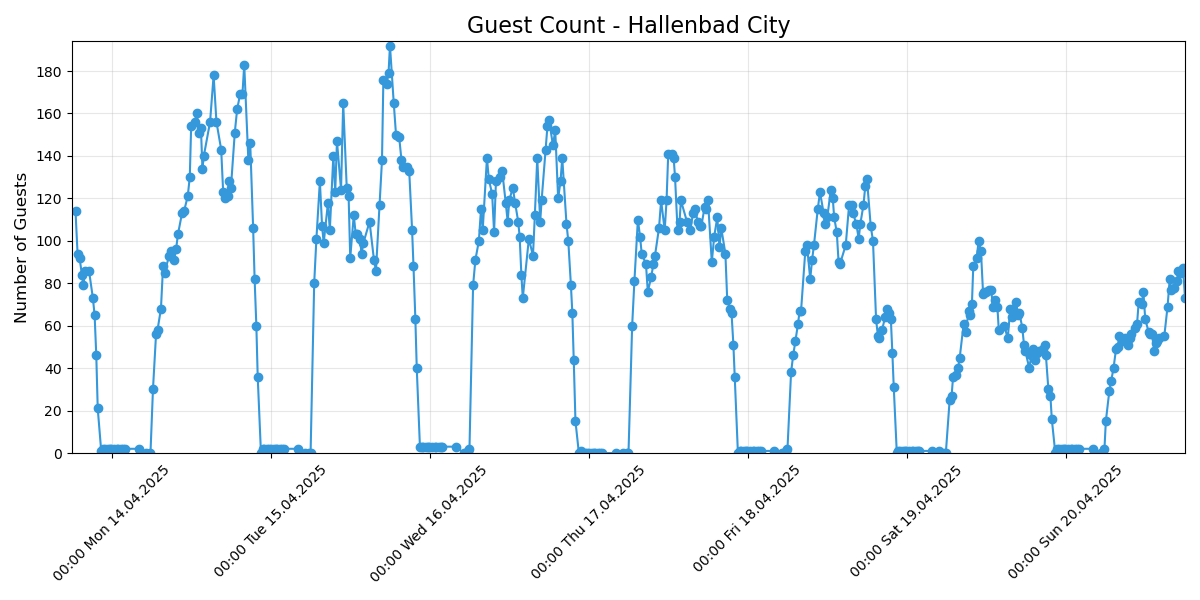 Guest Count - Hallenbad City
Number of Guests
180
160
140
120
100
80
60
40
20
0
00:00 Mon 14.04.2025
00:00 Tue 15.04.2025
00:00 Wed 16.04.2025
00:00 Thu 17.04.2025
00:00 Fri 18.04.2025
00:00 Sat 19.04.2025
00:00 Sun 20.04.2025